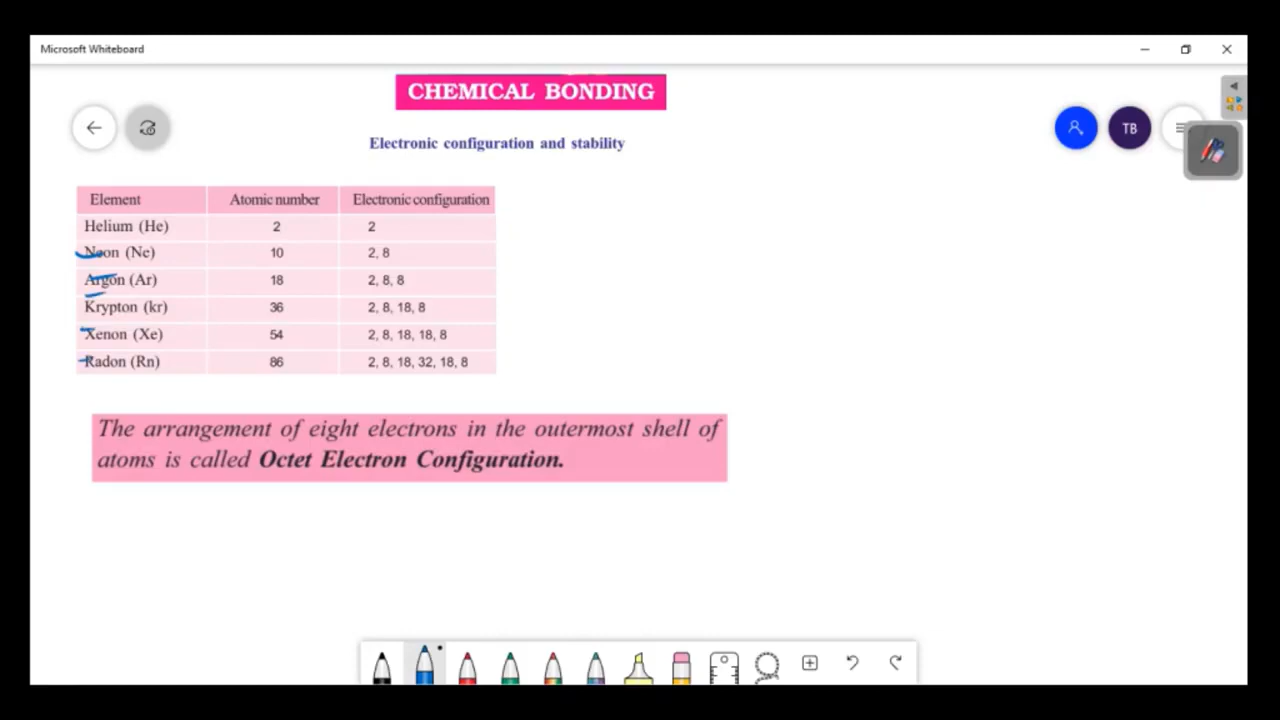 Microsoft Whiteboard
CHEMICAL BONDING
TB
Electronic configuration and stability
Element Atomic number Electronic configuration
Helium (He) 2 2
Neon (Ne) 10 2, 8
Argon (Ar) 18 2, 8, 8
Krypton (kr) 36 2, 8, 18, 8
Xenon (Xe) 54 2, 8, 18, 18, 8
Radon (Rn) 86 2, 8, 18, 32, 18, 8
The arrangement of eight electrons in the outermost shell of
atoms is called Octet Electron Configuration.